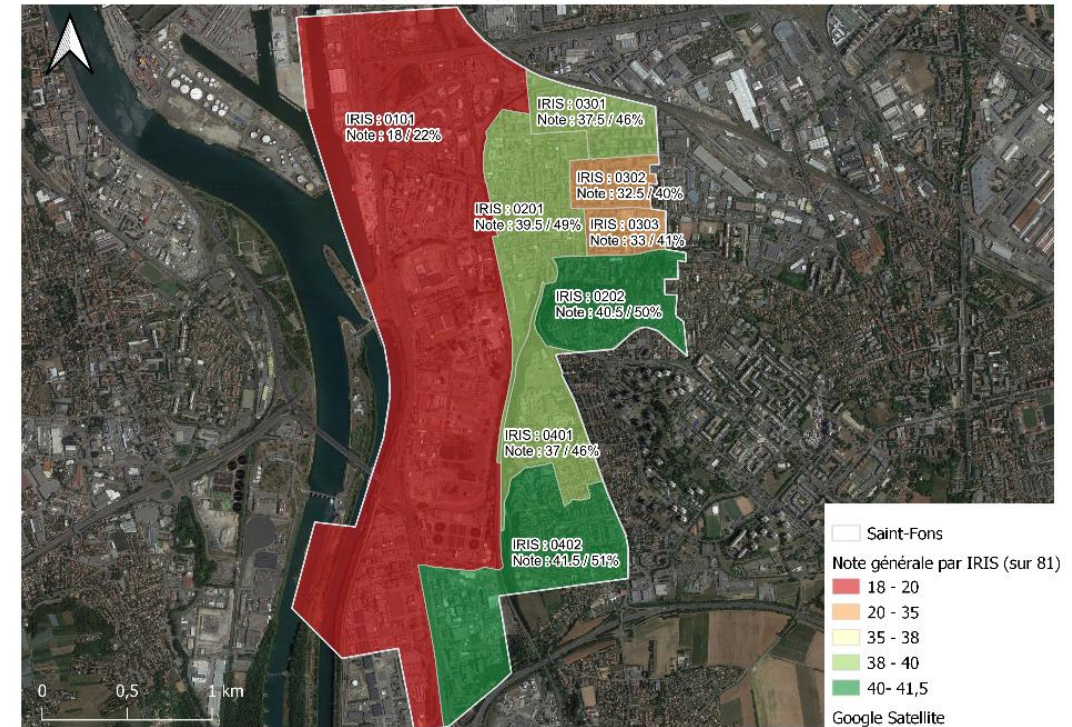 IRIS : 0101
Note : 18 / 22%
IRIS : 0301
Note : 37.5 / 46%
IRIS : 0302
Note : 32.5 / 40%
IRIS : 0201
Note : 39.5 / 49%
IRIS : 0303
Note : 33 / 41%
IRIS : 0202
Note : 40.5 / 50%
IRIS : 0401
Note : 37 / 46%
IRIS : 0402
Note : 41.5 / 51%
0 0,5 1 km
Saint-Fons
Note générale par IRIS (sur 81)
18 - 20
20 - 35
35 - 38
38 - 40
40- 41,5
Google Satellite